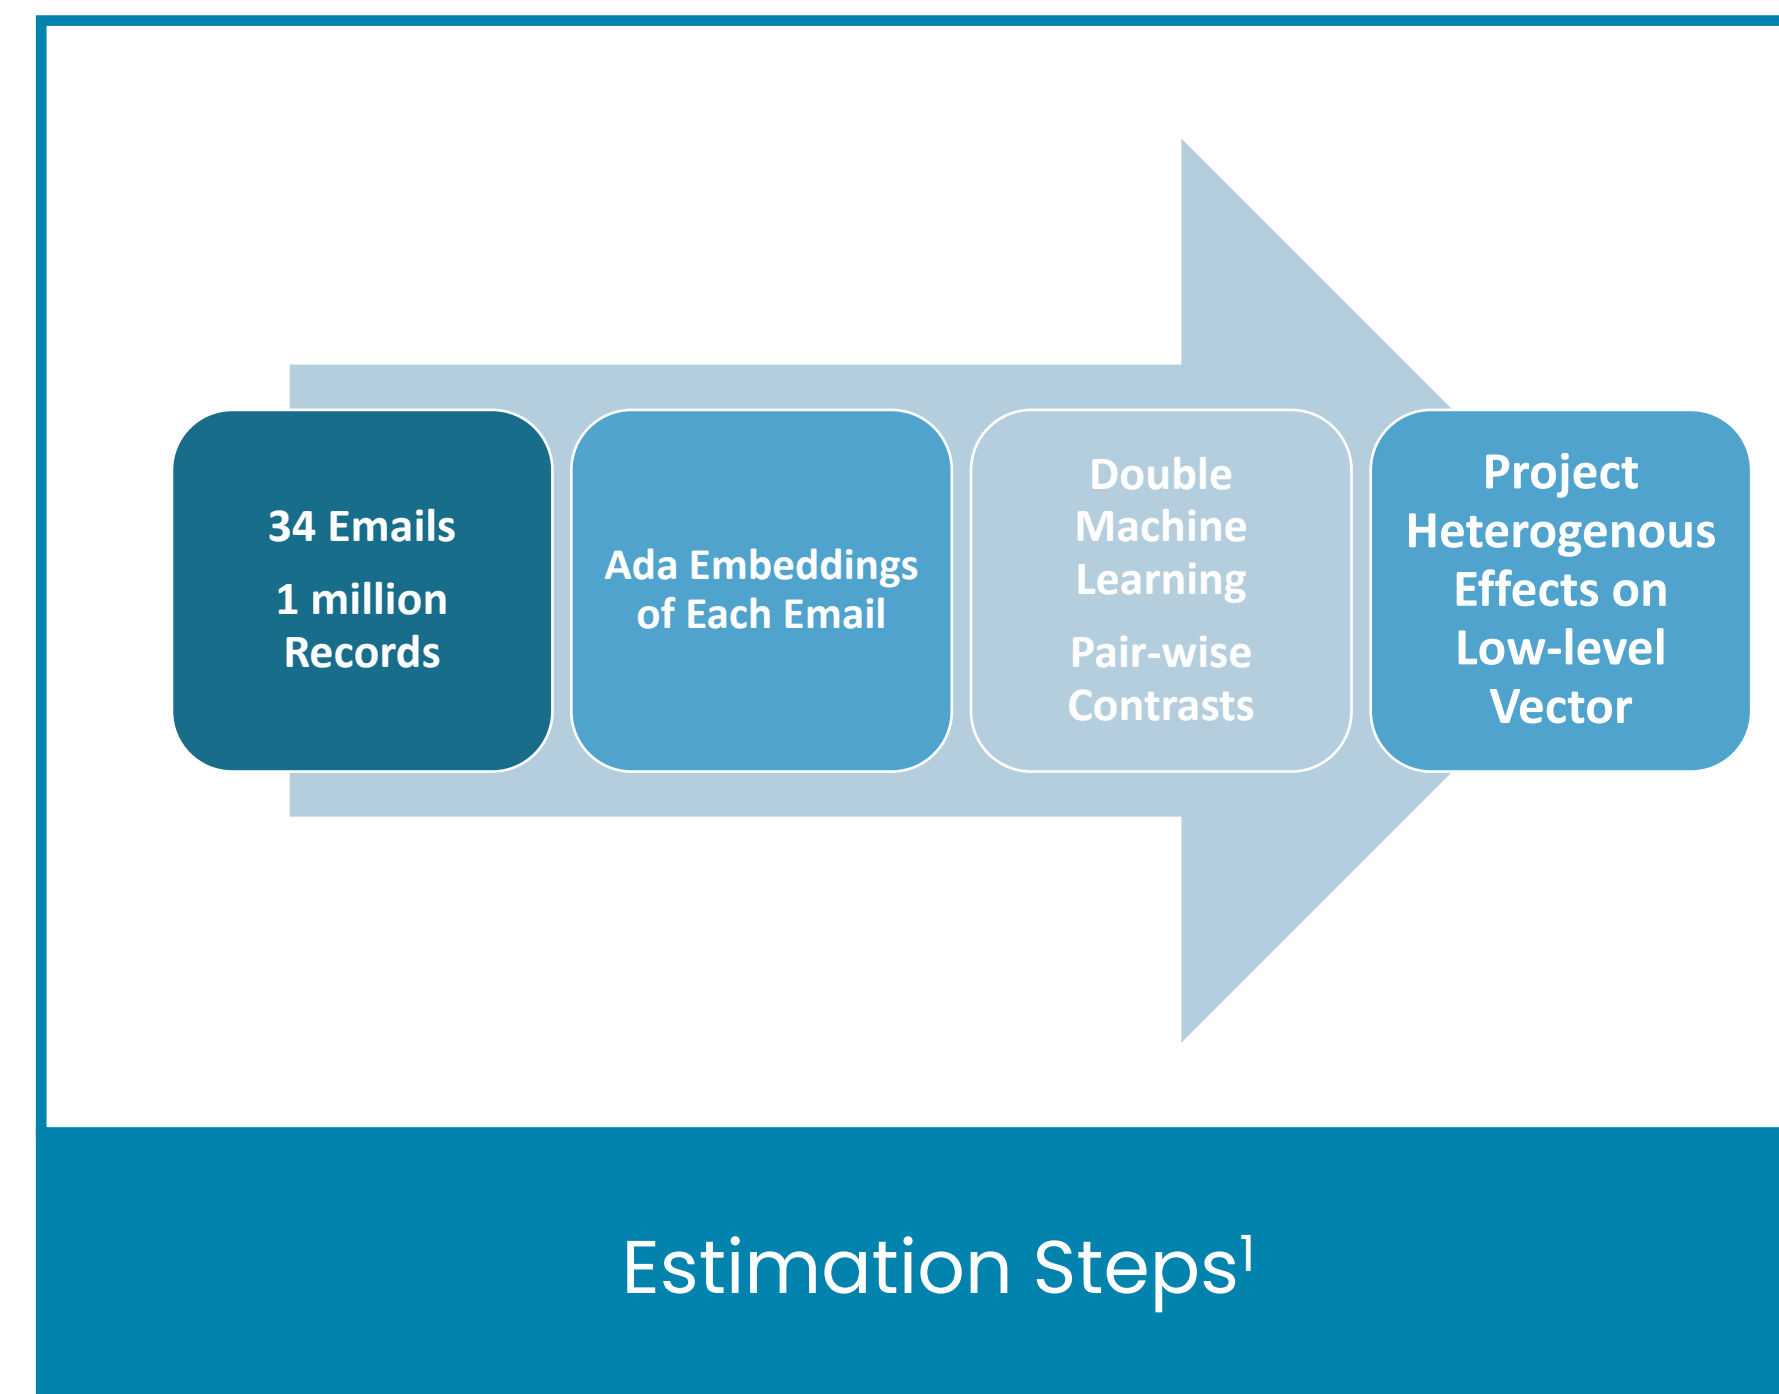 34 Emails
1 million
Records
Ada Embeddings
of Each Email
Double
Machine
Learning
Pair-wise
Contrasts
Project
Heterogenous
Effects on
Low-level
Vector
Estimation Steps¹